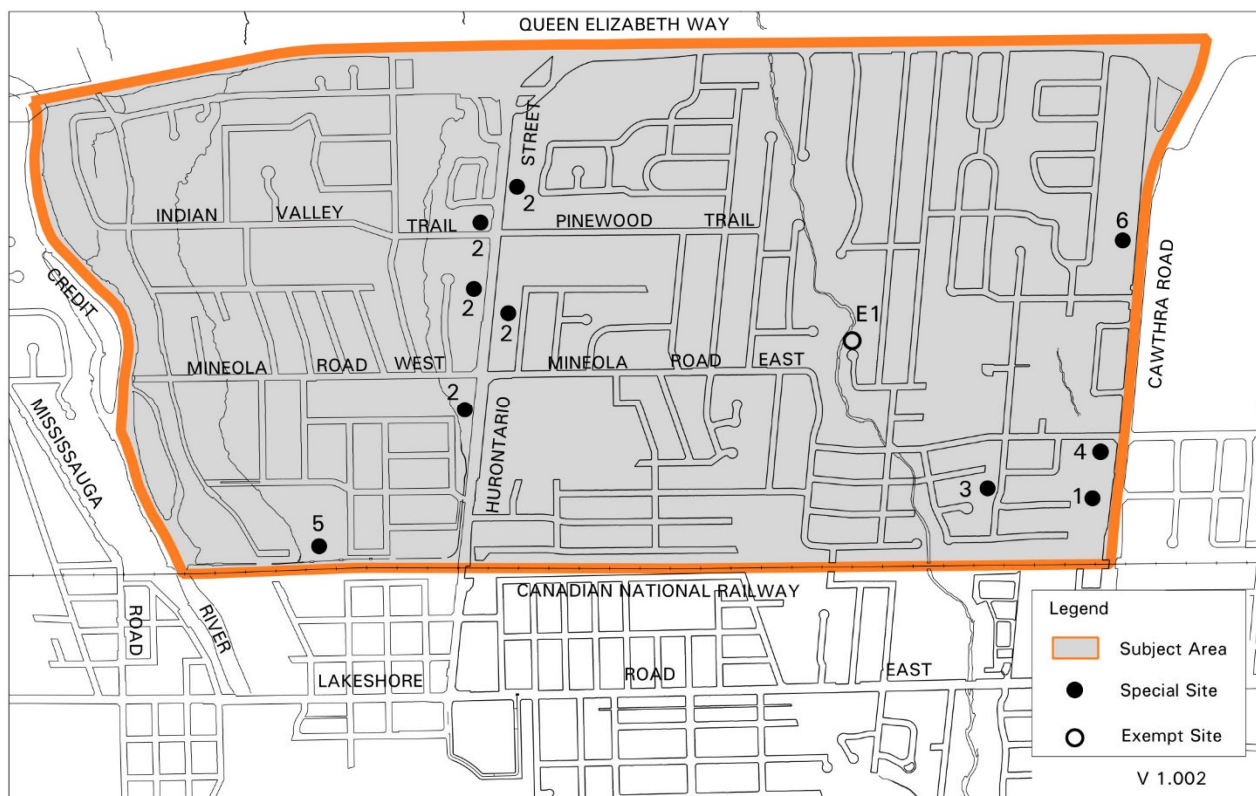 QUEEN ELIZABETH WAY
STREET
2
INDIAN VALLEY TRAIL
2
PINEWOOD TRAIL
6
CREDIT
2
2
E1
CAWTHRA ROAD
MINEOLA ROAD WEST
MINEOLA ROAD EAST
2
MISSISSAUGA
HURONTARIO
4
3
1
5
CANADIAN NATIONAL RAILWAY
ROAD
RIVER
LAKESHORE ROAD EAST
Legend
Subject Area
Special Site
Exempt Site
V 1.002